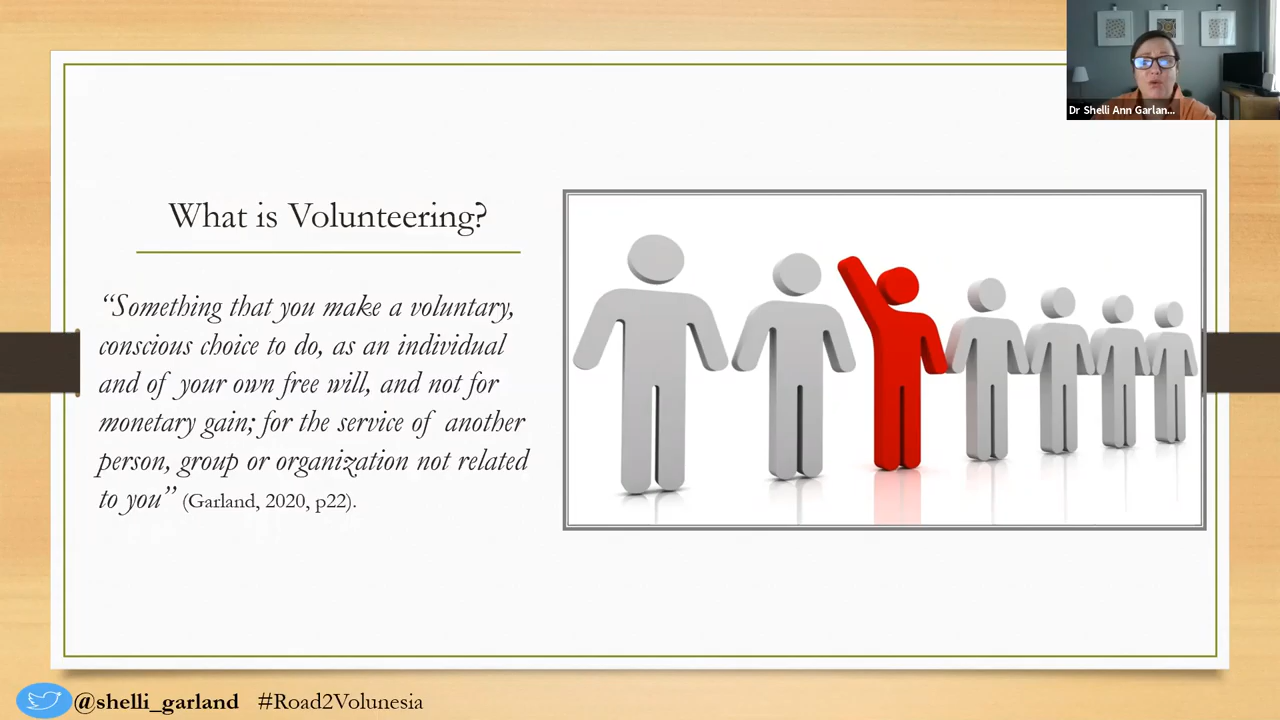 Dr Shelli Ann Garlan...
What is Volunteering?
“Something that you make a voluntary,
conscious choice to do, as an individual
and of your own free will, and not for
monetary gain; for the service of another
person, group or organization not related
to you” (Garland, 2020, p22).
@shelli_garland #Road2Volunesia